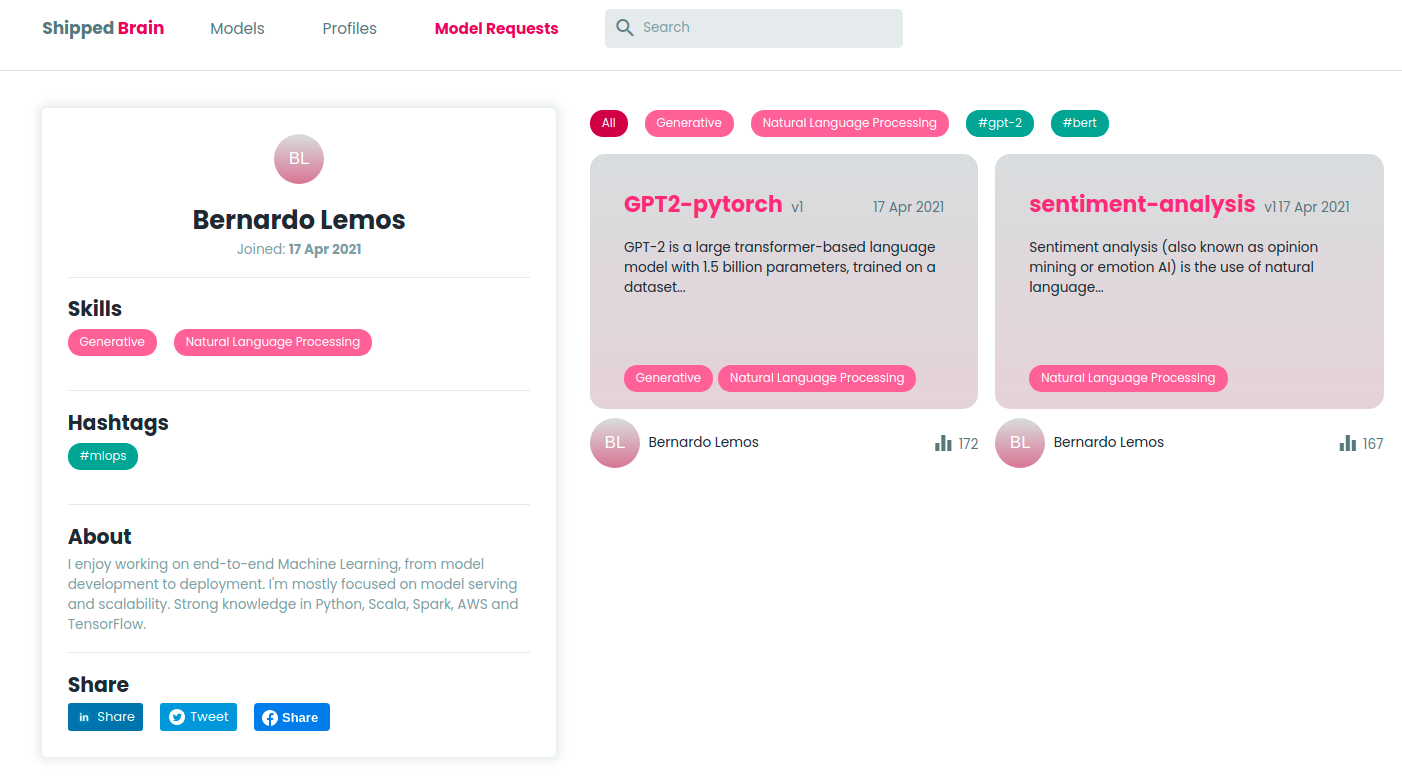 Shipped Brain Models Profiles Model Requests Search
BL
Bernardo Lemos
Joined: 17 Apr 2021
Skills
Generative Natural Language Processing
Hashtags
#mlops
About
I enjoy working on end-to-end Machine Learning, from model
development to deployment. I'm mostly focused on model serving
and scalability. Strong knowledge in Python, Scala, Spark, AWS and
TensorFlow.
Share
in Share Tweet Share
All Generative Natural Language Processing #gpt-2 #bert
GPT2-pytorch v1 17 Apr 2021
GPT-2 is a large transformer-based language
model with 1.5 billion parameters, trained on a
dataset...
Generative Natural Language Processing
BL Bernardo Lemos 172
sentiment-analysis v1 17 Apr 2021
Sentiment analysis (also known as opinion
mining or emotion AI) is the use of natural
language...
Natural Language Processing
BL Bernardo Lemos 167